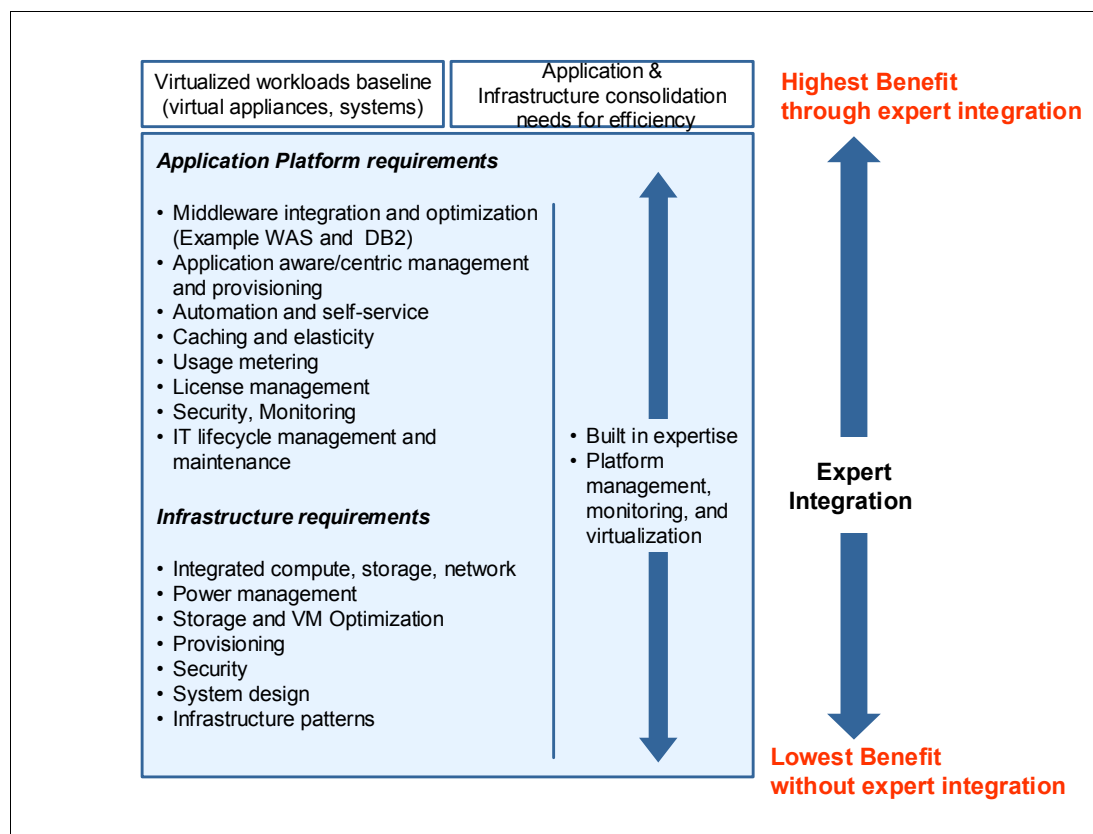 Virtualized workloads baseline
(virtual appliances, systems)
Application &
Infrastructure consolidation
needs for efficiency
Highest Benefit
through expert integration
Application Platform requirements
• Middleware integration and optimization
(Example WAS and DB2)
• Application aware/centric management
and provisioning
• Automation and self-service
• Caching and elasticity
• Usage metering
• License management
• Security, Monitoring
• IT lifecycle management and
maintenance
Infrastructure requirements
• Integrated compute, storage, network
• Power management
• Storage and VM Optimization
• Provisioning
• Security
• System design
• Infrastructure patterns
• Built in expertise
• Platform
management,
monitoring, and
virtualization
Expert
Integration
Lowest Benefit
without expert integration